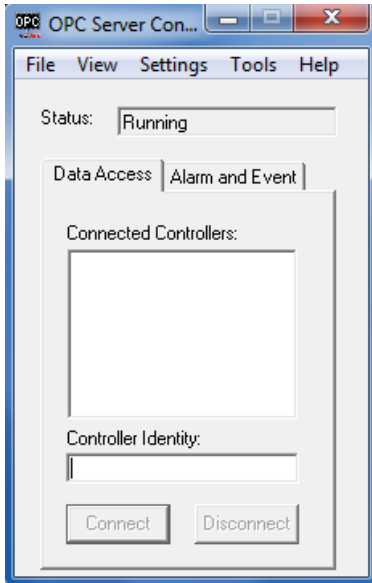 OPC OPC Server Con...
File View Settings Tools Help
Status: Running
Data Access Alarm and Event
Connected Controllers:
Controller Identity:
Connect Disconnect